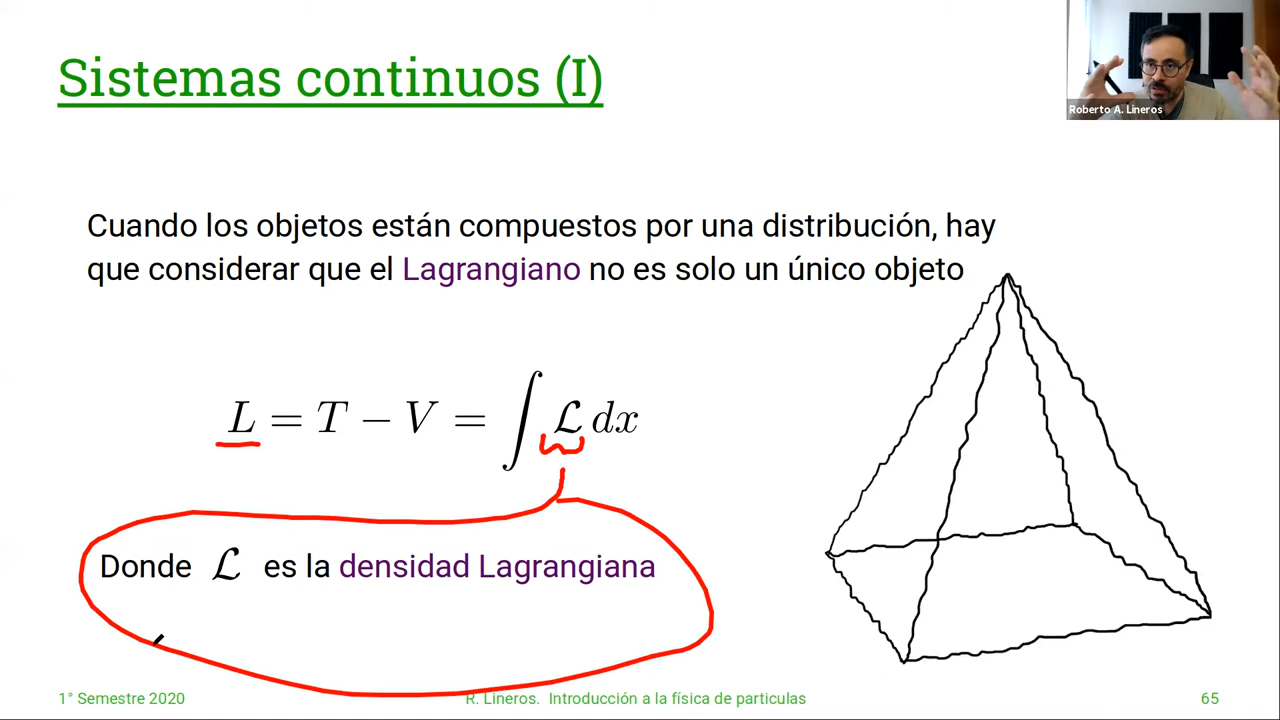 Sistemas continuos (I)
Roberto A. Lineros
Cuando los objetos están compuestos por una distribución, hay
que considerar que el Lagrangiano no es solo un único objeto
L = T − V = ∫ ℒ dx
Donde ℒ es la densidad Lagrangiana
1° Semestre 2020
R. Lineros. Introducción a la física de particulas
65